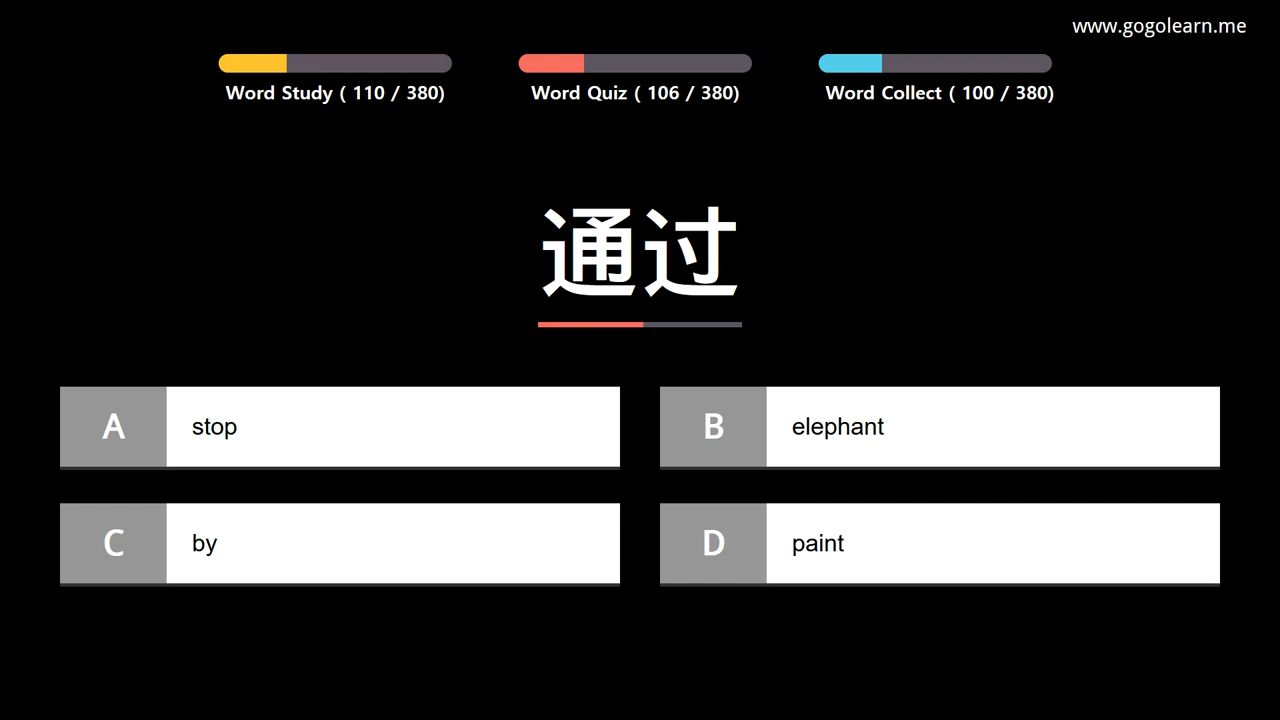 www.gogolearn.me
Word Study ( 110 / 380)
Word Quiz ( 106 / 380)
Word Collect ( 100 / 380)
通过
A stop
B elephant
C by
D paint